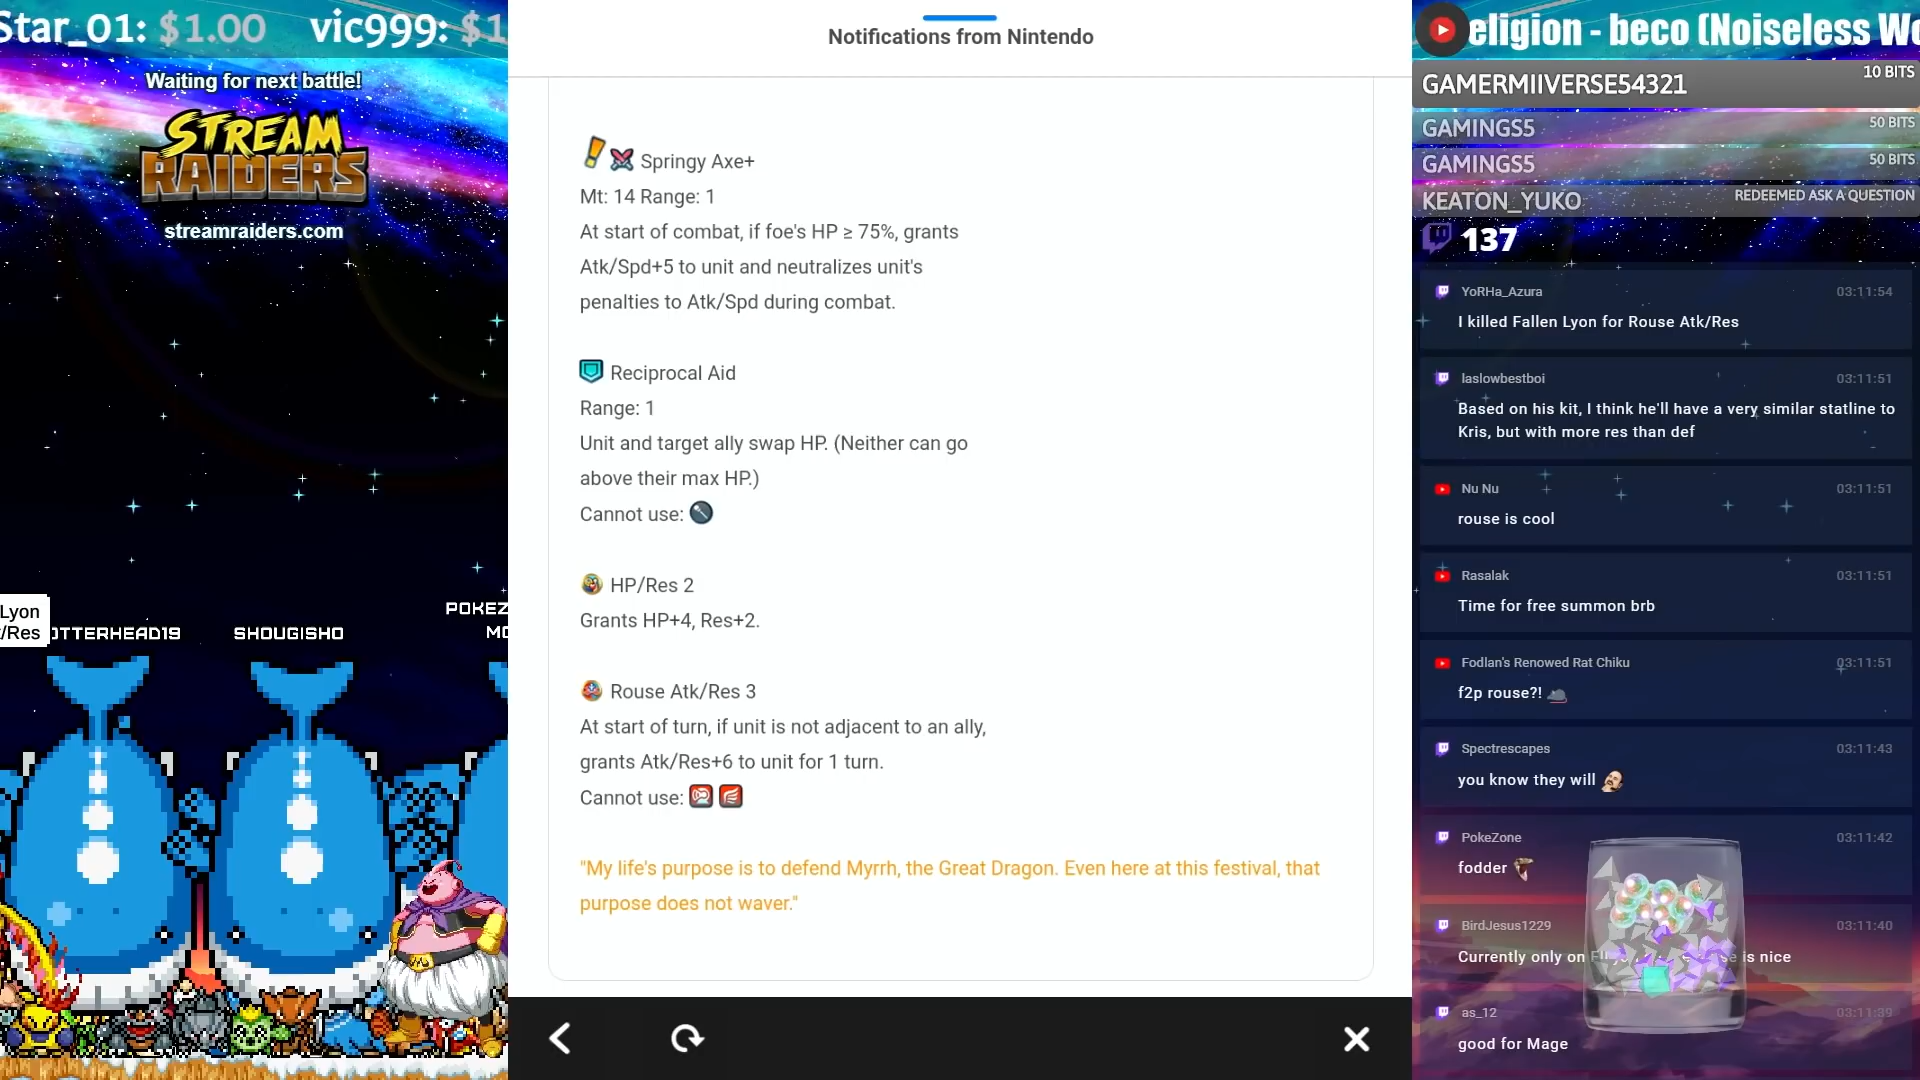 Star_01: $1.00 vic999: $1
Waiting for next battle!
STREAM
RAIDERS
streamraiders.com
Lyon
/Res
OTTERHEAD19
SHOUGISHO
POKEZ
MO
Notifications from Nintendo
Springy Axe+
Mt: 14 Range: 1
At start of combat, if foe's HP ≥ 75%, grants
Atk/Spd+5 to unit and neutralizes unit's
penalties to Atk/Spd during combat.
Reciprocal Aid
Range: 1
Unit and target ally swap HP. (Neither can go
above their max HP.)
Cannot use:
HP/Res 2
Grants HP+4, Res+2.
Rouse Atk/Res 3
At start of turn, if unit is not adjacent to an ally,
grants Atk/Res+6 to unit for 1 turn.
Cannot use:
"My life's purpose is to defend Myrrh, the Great Dragon. Even here at this festival, that
purpose does not waver."
eligion - beco (Noiseless Wo
GAMERMIIVERSE54321 10 BITS
GAMINGS5 50 BITS
GAMINGS5 50 BITS
KEATON_YUKO REDEEMED ASK A QUESTION
137
YoRHa_Azura 03:11:54
I killed Fallen Lyon for Rouse Atk/Res
laslowbestboi 03:11:51
Based on his kit, I think he'll have a very similar statline to
Kris, but with more res than def
Nu Nu 03:11:51
rouse is cool
Rasalak 03:11:51
Time for free summon brb
Fodlan's Renowed Rat Chiku 03:11:51
f2p rouse?!
Spectrescapes 03:11:43
you know they will
PokeZone 03:11:42
fodder
BirdJesus1229 03:11:40
Currently only on is nice
as_12 03:11:39
good for Mage